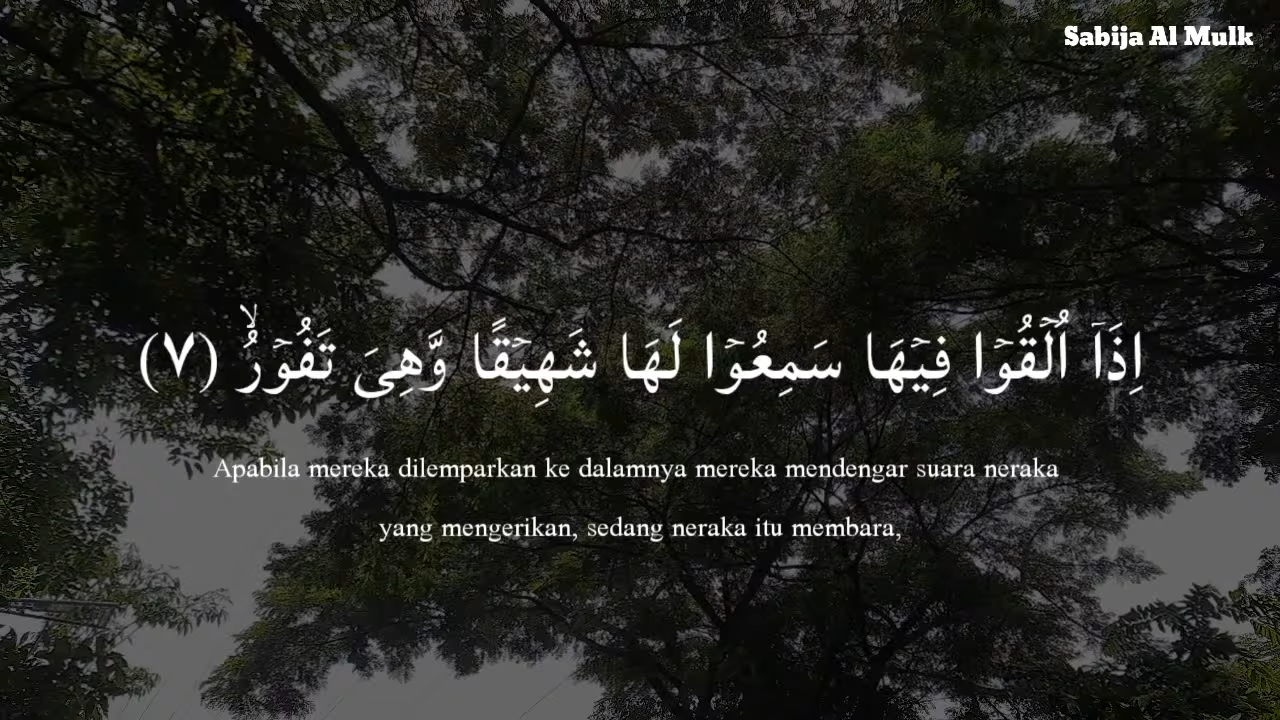 Sabija Al Mulk
اِذَآ اُلْقُوْا فِيْهَا سَمِعُوْا لَهَا شَهِيْقًا وَّهِىَ تَفُوْرُۙ (٧)
Apabila mereka dilemparkan ke dalamnya mereka mendengar suara neraka
yang mengerikan, sedang neraka itu membara,